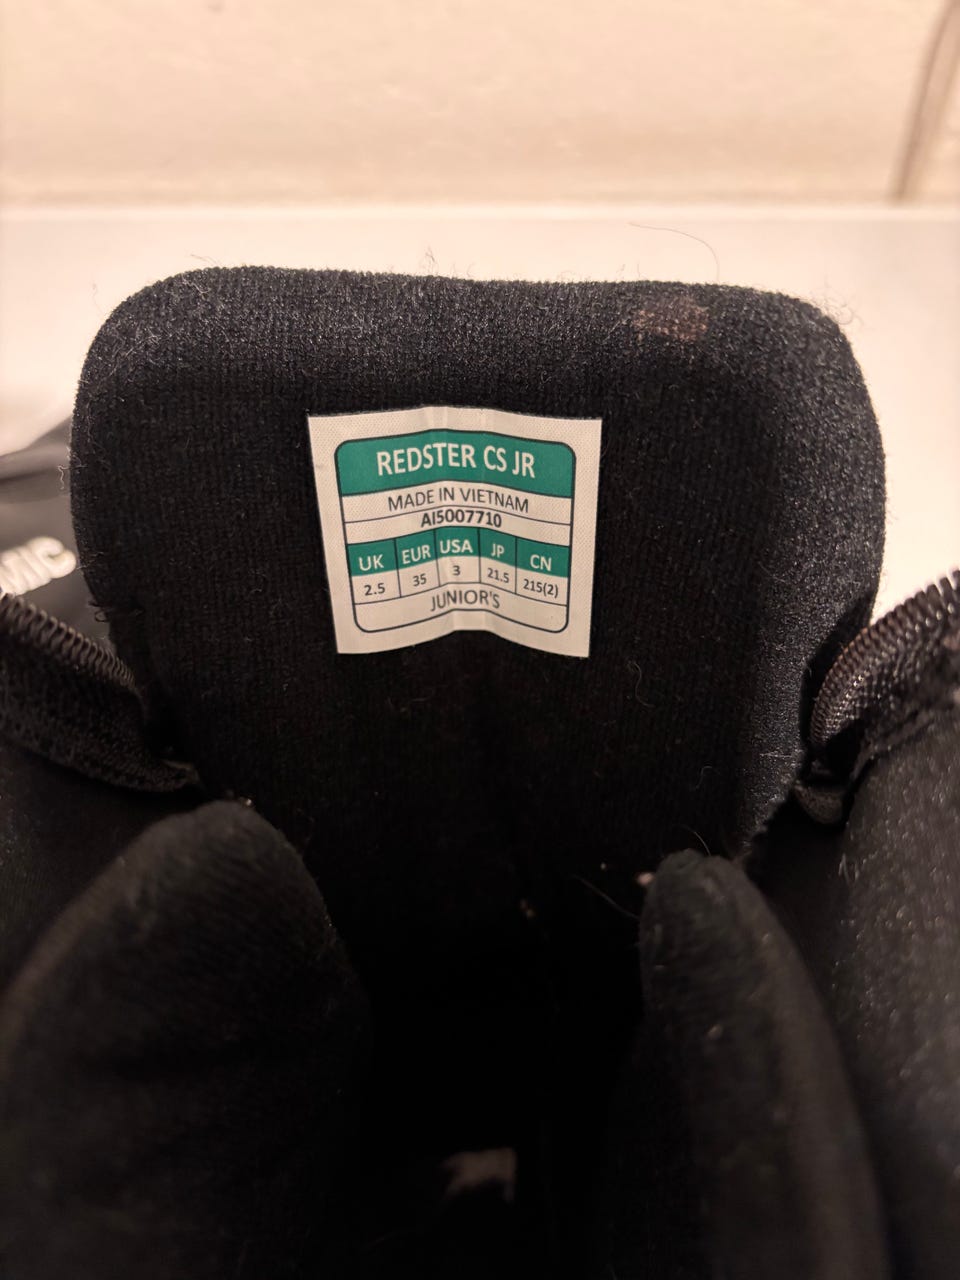 REDSTER CS JR
MADE IN VIETNAM
AI5007710
UK EUR USA JP CN
2.5 35 3 21.5 215(2)
JUNIOR'S